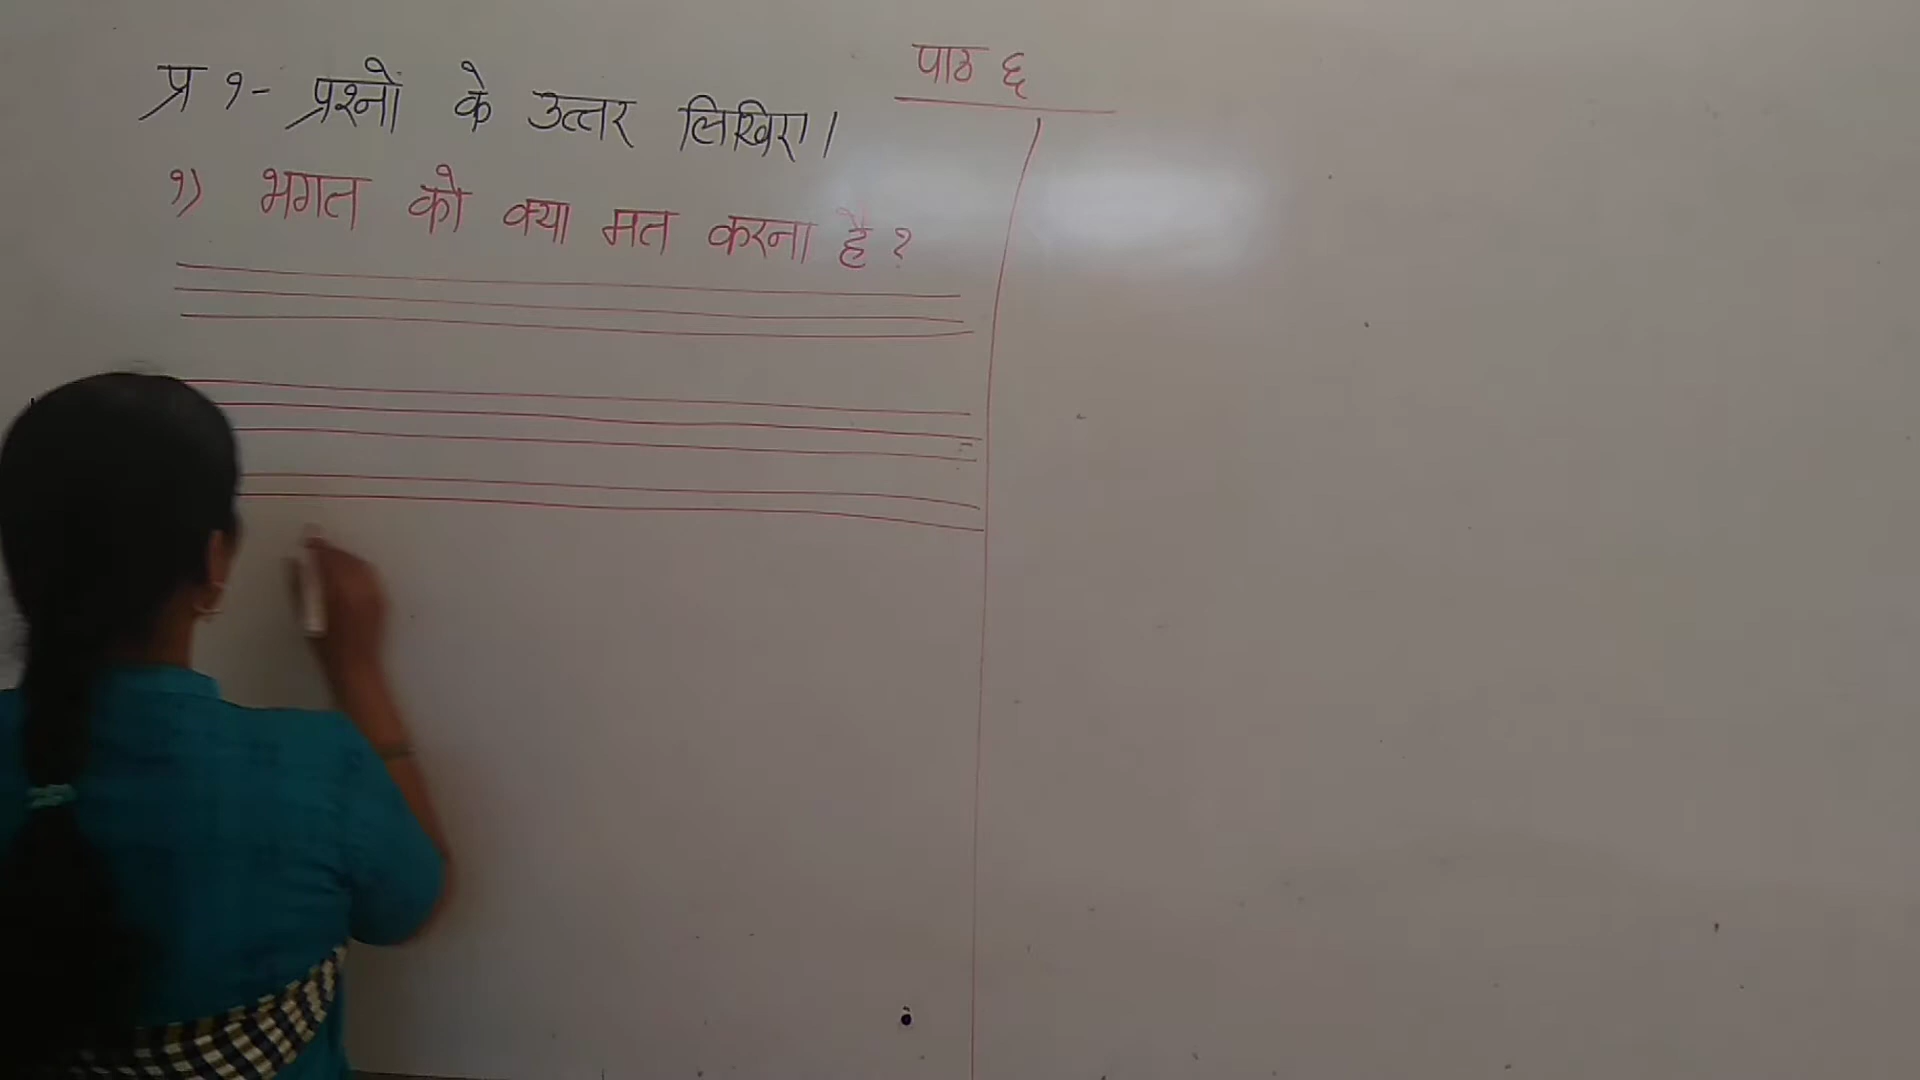 पाठ ६
प्र १- प्रश्नों के उत्तर लिखिए।
१) भगत को क्या मत करना है?